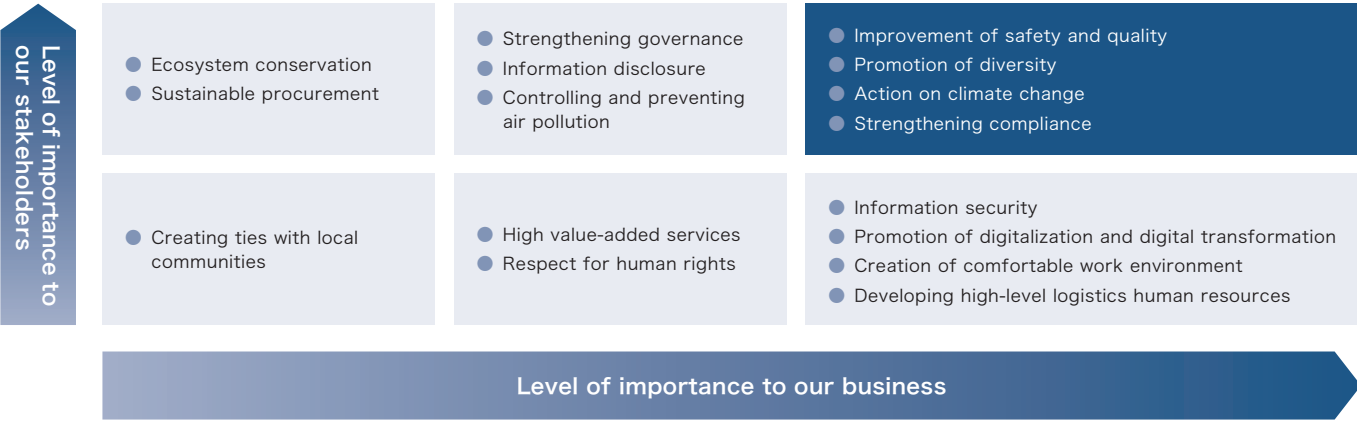 Level of importance to
our stakeholders
Ecosystem conservation
Sustainable procurement
Strengthening governance
Information disclosure
Controlling and preventing
air pollution
Improvement of safety and quality
Promotion of diversity
Action on climate change
Strengthening compliance
Creating ties with local
communities
High value-added services
Respect for human rights
Information security
Promotion of digitalization and digital transformation
Creation of comfortable work environment
Developing high-level logistics human resources
Level of importance to our business